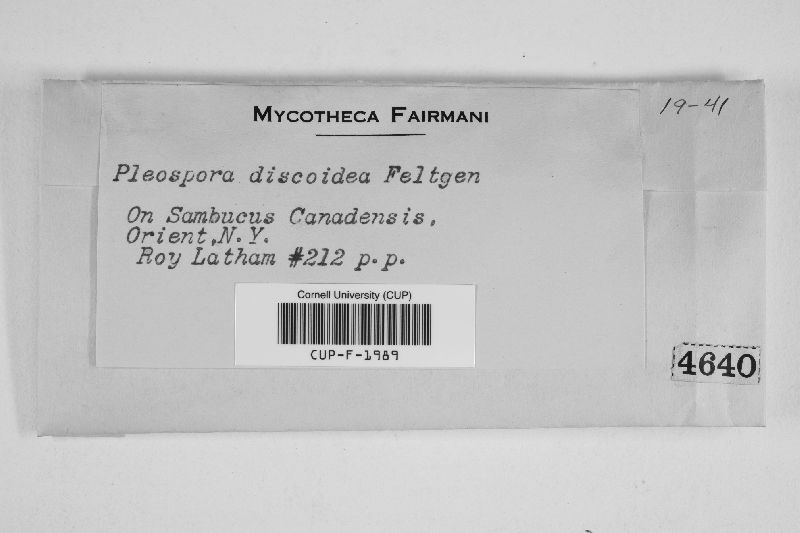 19-41
MYCOTHECA FAIRMANI
Pleospora discoidea Feltgen
On Sambucus Canadensis,
Orient,N.Y.
Roy Latham #212 p.p.
Cornell University (CUP)
CUP-F-1989
4640